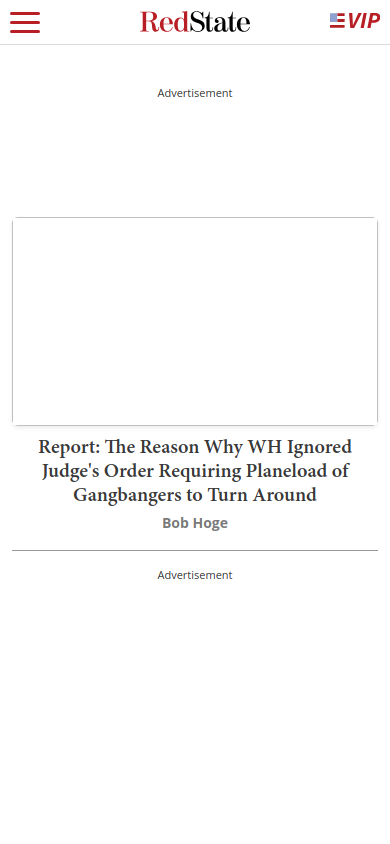 RedState
VIP
Advertisement
Report: The Reason Why WH Ignored
Judge's Order Requiring Planeload of
Gangbangers to Turn Around
Bob Hoge
Advertisement